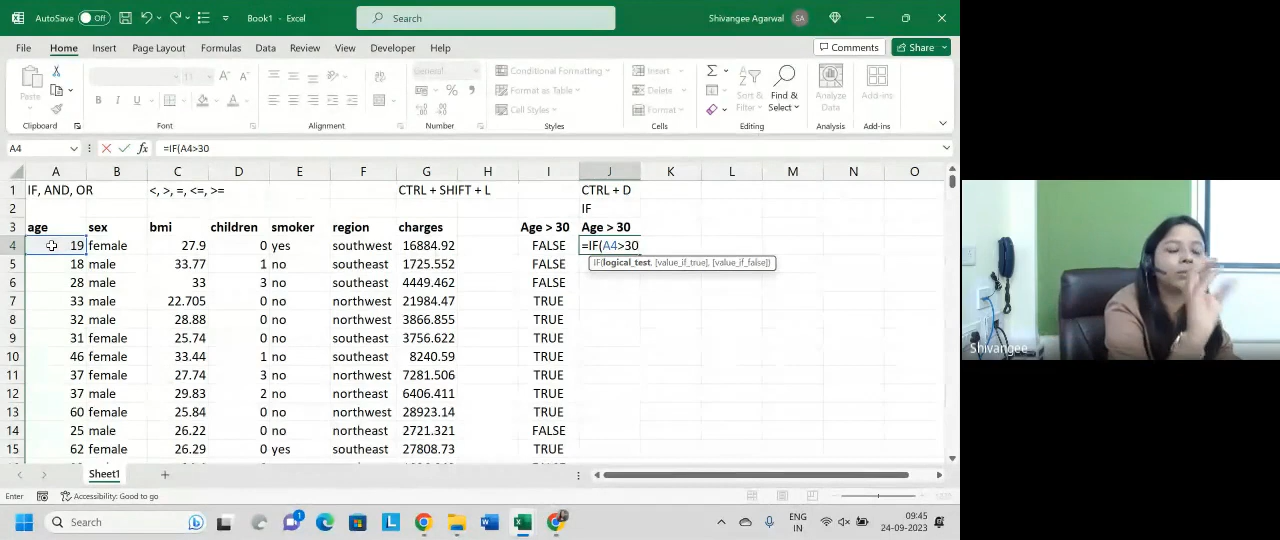 AutoSave Off Book1 - Excel Search Shivangee Agarwal SA
File Home Insert Page Layout Formulas Data Review View Developer Help Comments Share
Paste 11 General Conditional Formatting Format as Table Cell Styles Insert Delete Format Sort & Filter Find & Select Analyze Data Add-ins
Clipboard Font Alignment Number Styles Cells Editing Analysis Add-ins
A4 fx =IF(A4>30
A B C D E F G H I J K L M N O
1 IF, AND, OR <, >, =, <=, >= CTRL + SHIFT + L CTRL + D
2 IF
3 age sex bmi children smoker region charges Age > 30 Age > 30
4 19 female 27.9 0 yes southwest 16884.92 FALSE =IF(A4>30
IF(logical_test, [value_if_true], [value_if_false])
5 18 male 33.77 1 no southeast 1725.552 FALSE
6 28 male 33 3 no southeast 4449.462 FALSE
7 33 male 22.705 0 no northwest 21984.47 TRUE
8 32 male 28.88 0 no northwest 3866.855 TRUE
9 31 female 25.74 0 no southeast 3756.622 TRUE
10 46 female 33.44 1 no southeast 8240.59 TRUE
11 37 female 27.74 3 no northwest 7281.506 TRUE
12 37 male 29.83 2 no northeast 6406.411 TRUE
13 60 female 25.84 0 no northwest 28923.14 TRUE
14 25 male 26.22 0 no northeast 2721.321 FALSE
15 62 female 26.29 0 yes southeast 27808.73 TRUE
Sheet1
Enter Accessibility: Good to go
Search ENG IN 09:45 24-09-2023
Shivangee